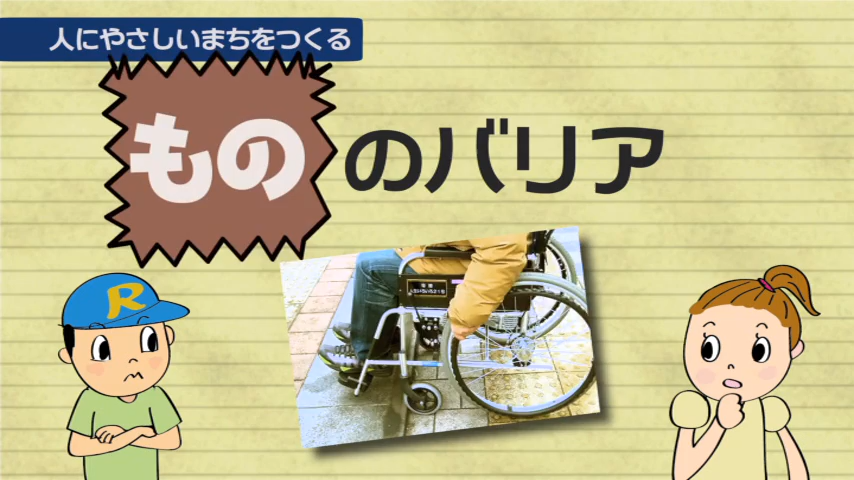 人にやさしいまちをつくる
もののバリア
R